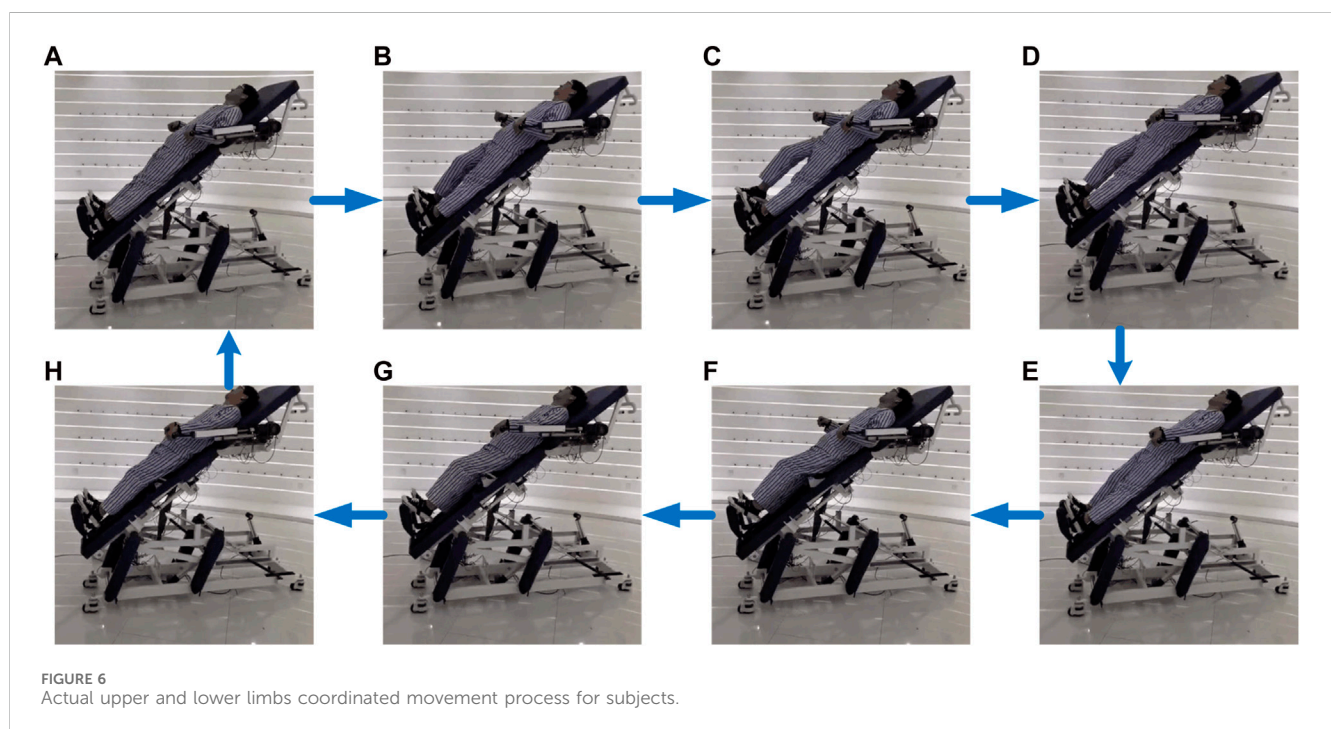 A
B
C
D
H
G
F
E
FIGURE 6
Actual upper and lower limbs coordinated movement process for subjects.